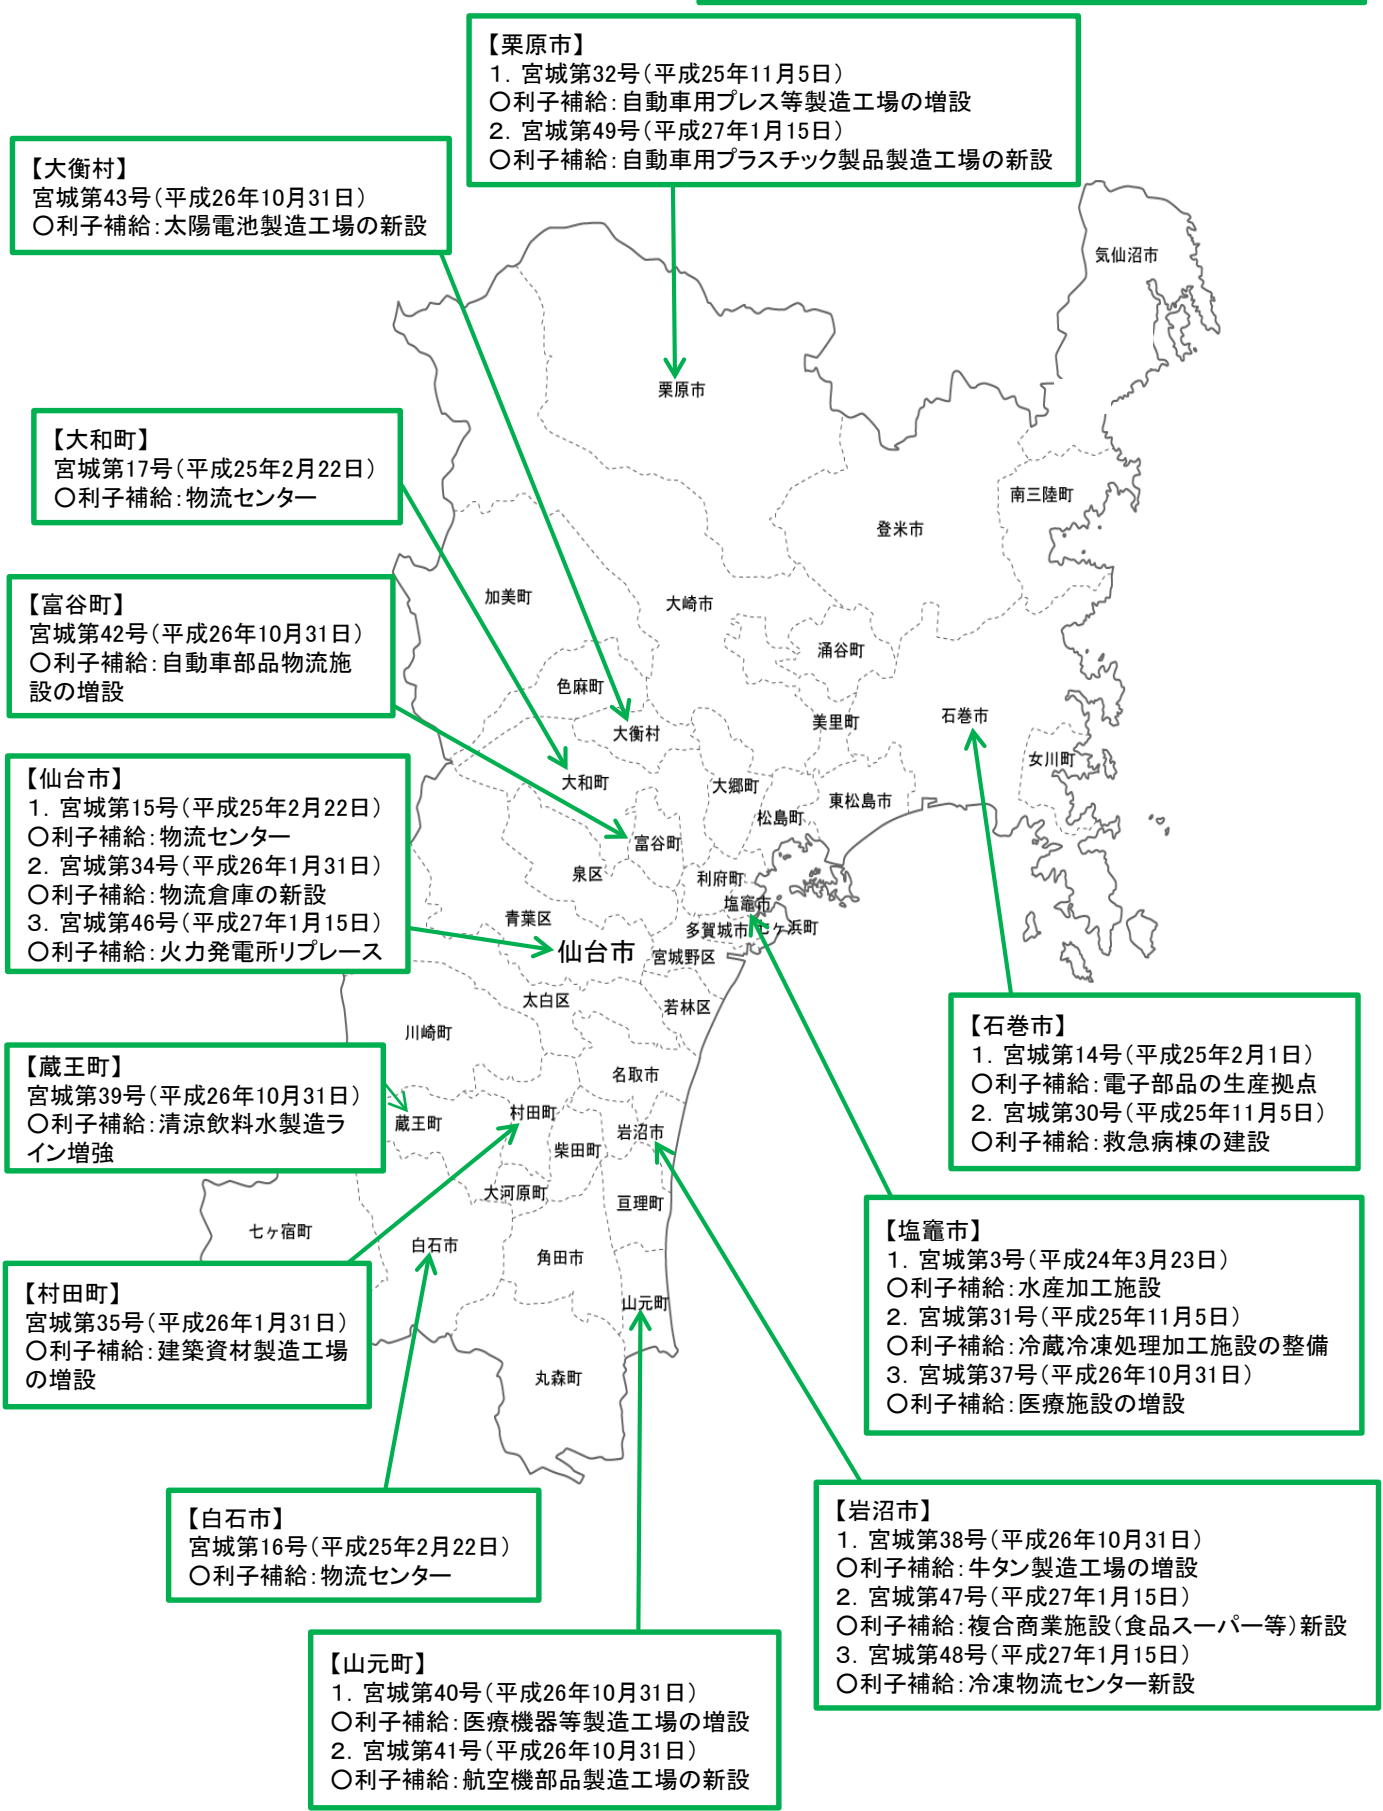 【栗原市】
1．宮城第32号（平成25年11月5日）
○利子補給：自動車用プレス等製造工場の増設
2．宮城第49号（平成27年1月15日）
○利子補給：自動車用プラスチック製品製造工場の新設
【大衡村】
宮城第43号（平成26年10月31日）
○利子補給：太陽電池製造工場の新設
【大和町】
宮城第17号（平成25年2月22日）
○利子補給：物流センター
【富谷町】
宮城第42号（平成26年10月31日）
○利子補給：自動車部品物流施
設の増設
【仙台市】
1．宮城第15号（平成25年2月22日）
○利子補給：物流センター
2．宮城第34号（平成26年1月31日）
○利子補給：物流倉庫の新設
3．宮城第46号（平成27年1月15日）
○利子補給：火力発電所リプレース
【蔵王町】
宮城第39号（平成26年10月31日）
○利子補給：清涼飲料水製造ラ
イン増強
【村田町】
宮城第35号（平成26年1月31日）
○利子補給：建築資材製造工場
の増設
【白石市】
宮城第16号（平成25年2月22日）
○利子補給：物流センター
【山元町】
1．宮城第40号（平成26年10月31日）
○利子補給：医療機器等製造工場の増設
2．宮城第41号（平成26年10月31日）
○利子補給：航空機部品製造工場の新設
【石巻市】
1．宮城第14号（平成25年2月1日）
○利子補給：電子部品の生産拠点
2．宮城第30号（平成25年11月5日）
○利子補給：救急病棟の建設
【塩竈市】
1．宮城第3号（平成24年3月23日）
○利子補給：水産加工施設
2．宮城第31号（平成25年11月5日）
○利子補給：冷蔵冷凍処理加工施設の整備
3．宮城第37号（平成26年10月31日）
○利子補給：医療施設の増設
【岩沼市】
1．宮城第38号（平成26年10月31日）
○利子補給：牛タン製造工場の増設
2．宮城第47号（平成27年1月15日）
○利子補給：複合商業施設（食品スーパー等）新設
3．宮城第48号（平成27年1月15日）
○利子補給：冷凍物流センター新設
気仙沼市
栗原市
南三陸町
登米市
加美町
大崎市
涌谷町
色麻町
美里町
石巻市
大衡村
女川町
大和町
大郷町
東松島市
松島町
富谷町
泉区
利府町
塩竈市
青葉区
多賀城市
七ヶ浜町
仙台市
宮城野区
太白区
若林区
川崎町
名取市
蔵王町
村田町
岩沼市
柴田町
大河原町
亘理町
七ヶ宿町
白石市
角田市
山元町
丸森町